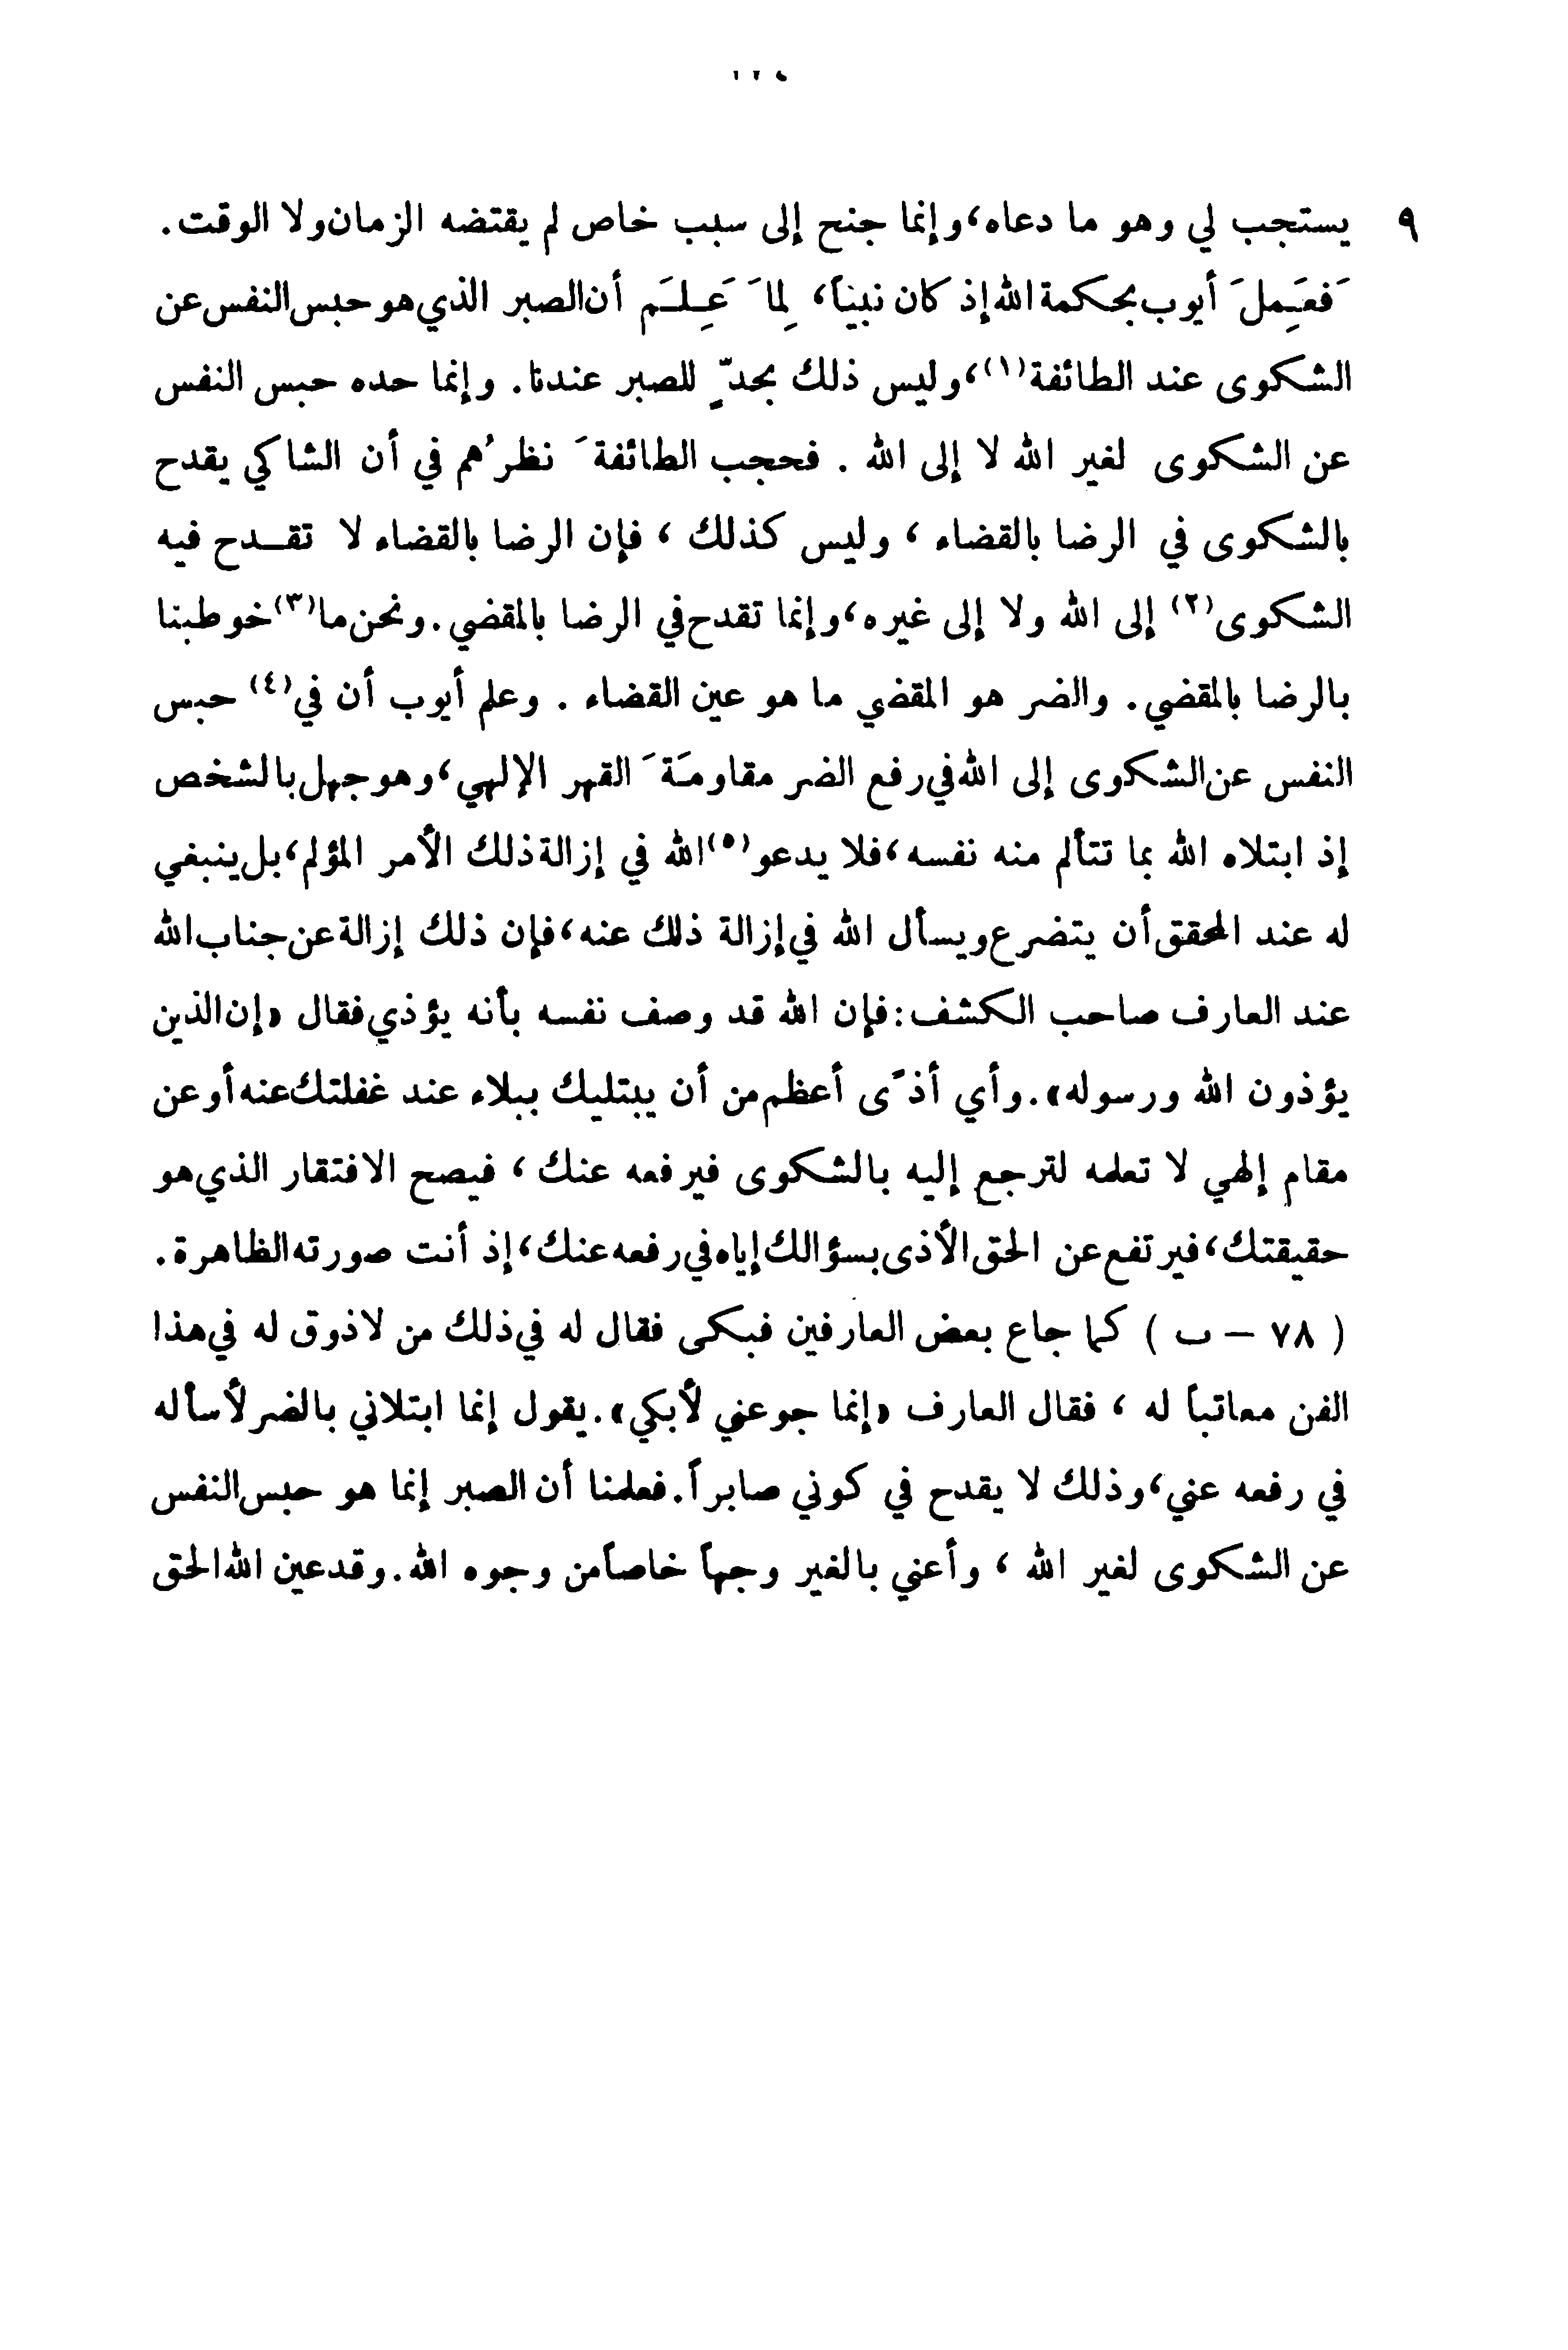 ٩ يستجب لي وهو ما دعاه، وإنما جنح إلى سبب خاص لم يقتضه الزمان ولا الوقت.
فَعَمِلَ أيوب بحكمة الله إذ كان نبياً، لِمَا عَلِمَ أن الصبر الذي هو حبس النفس عن
الشكوى عند الطائفة(١)، وليس ذلك بحدٍّ للصبر عندنا. وإنما حده حبس النفس
عن الشكوى لغير الله لا إلى الله . فحجب الطائفةَ نظرُهم في أن الشاكي يقدح
بالشكوى في الرضا بالقضاء ، وليس كذلك ، فإن الرضا بالقضاء لا تقـدح فيه
الشكوى(٢) إلى الله ولا إلى غيره، وإنما تقدح في الرضا بالمقضي. ونحن ما(٣) خوطبنا
بالرضا بالمقضي. والضر هو المقضي ما هو عين القضاء . وعلم أيوب أن في(٤) حبس
النفس عن الشكوى إلى الله في رفع الضر مقاومَةَ القهر الإلهي، وهو جهل بالشخص
إذ ابتلاه الله بما تتألم منه نفسه، فلا يدعو(٥) الله في إزالة ذلك الأمر المؤلم، بل ينبغي
له عند المحقق أن يتضرع ويسأل الله في إزالة ذلك عنه، فإن ذلك إزالة عن جناب الله
عند العارف صاحب الكشف: فإن الله قد وصف نفسه بأنه يؤذي فقال «إن الذين
يؤذون الله ورسوله». وأي أذًى أعظم من أن يبتليك ببلاء عند غفلتك عنه أو عن
مقام إلهي لا تعلمه لترجع إليه بالشكوى فيرفعه عنك ، فيصح الافتقار الذي هو
حقيقتك، فيرتفع عن الحق الأذى بسؤالك إياه في رفعه عنك، إذ أنت صورته الظاهرة.
( ٧٨ – ب ) كما جاع بعض العارفين فبكى فقال له في ذلك من لا ذوق له في هذا
الفن معاتباً له ، فقال العارف «إنما جوعني لأبكي». يقول إنما ابتلاني بالضر لأسأله
في رفعه عني، وذلك لا يقدح في كوني صابراً. فعلمنا أن الصبر إنما هو حبس النفس
عن الشكوى لغير الله ، وأعني بالغير وجهاً خاصاً من وجوه الله. وقد عين الله الحق